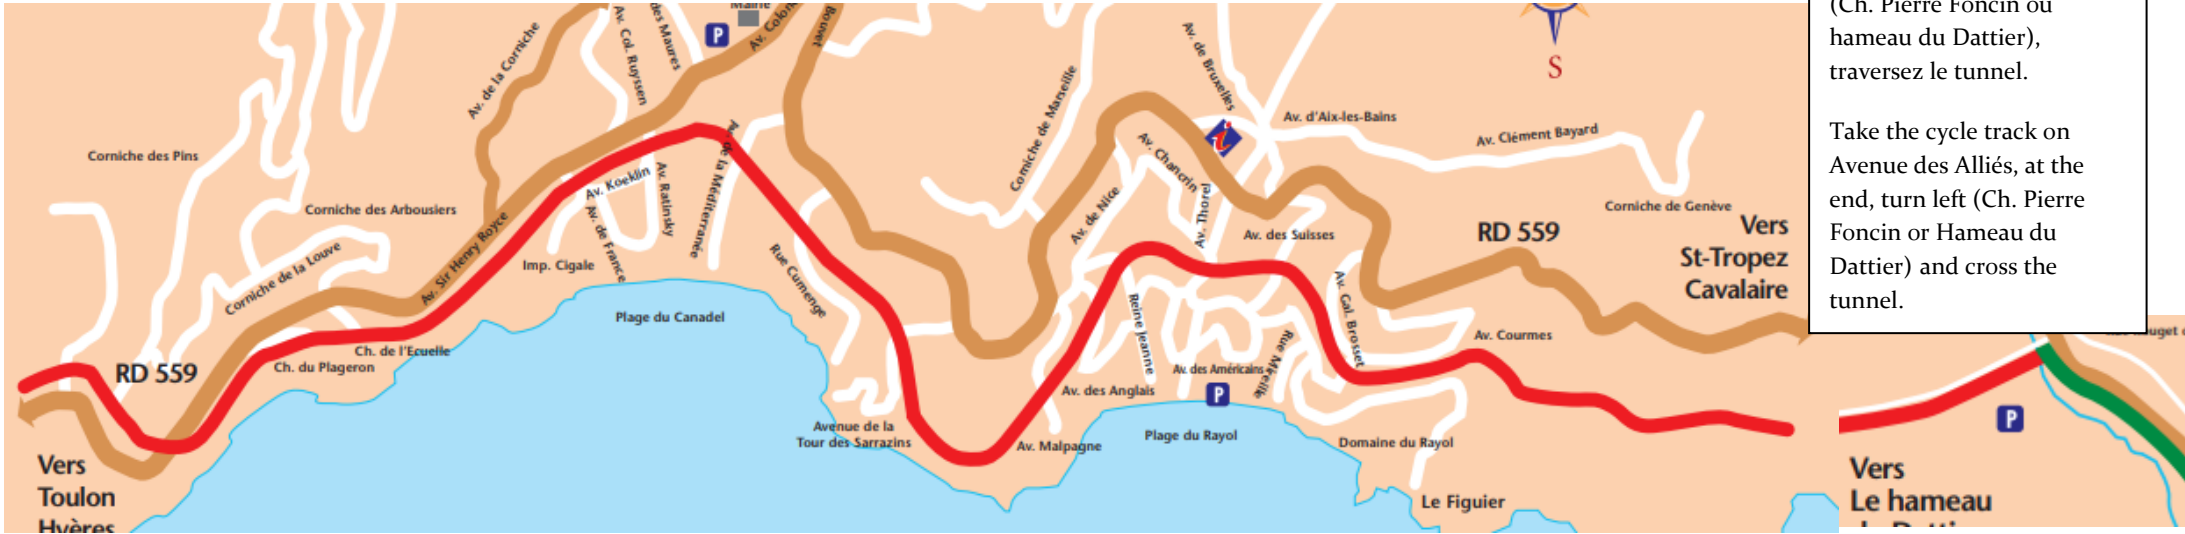 Mairie
P
Av. Colon
Bouvet
des Maures
Av. Col. Ruyssen
Av. de la Corniche
Corniche des Pins
Corniche des Arbousiers
Corniche de la Louve
Av. Sir Henry Royce
Av. Koeklin
Av. Ratinsky
Av. de France
Imp. Cigale
de la Méditerranée
Rue Cumenge
Plage du Canadel
Ch. de l'Ecuelle
Ch. du Plageron
RD 559
Vers
Toulon
Hyères
Avenue de la
Tour des Sarrazins
Corniche de Marseille
Av. de Bruxelles
i
Av. d'Aix-les-Bains
Av. Clément Bayard
Av. Chancrin
Av. de Nice
Av. Thorel
Av. des Suisses
Corniche de Genève
RD 559
Vers
St-Tropez
Cavalaire
S
Reine Jeanne
Av. Gal. Brosset
Rue Mireille
Av. Courmes
Av. des Américains
Av. des Anglais
P
Av. Malpagne
Plage du Rayol
Domaine du Rayol
Le Figuier
(Ch. Pierre Foncin ou
hameau du Dattier),
traversez le tunnel.
Take the cycle track on
Avenue des Alliés, at the
end, turn left (Ch. Pierre
Foncin or Hameau du
Dattier) and cross the
tunnel.
P
Vers
Le hameau